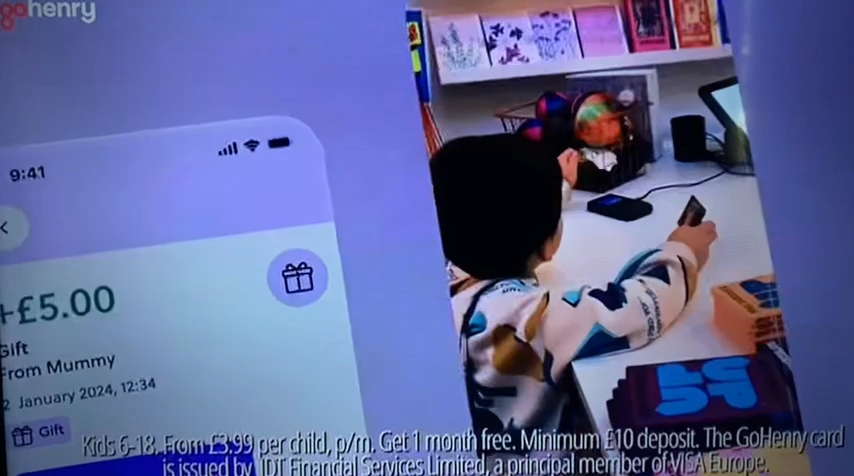 gohenry
9:41
+£5.00
Gift
From Mummy
2 January 2024, 12:34
Gift
Kids 6-18. From £3.99 per child, p/m. Get 1 month free. Minimum £10 deposit. The GoHenry card
is issued by IDT Financial Services Limited, a principal member of VISA Europe.